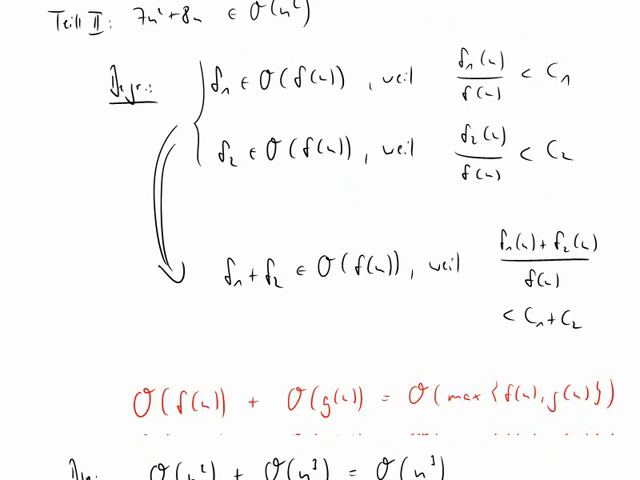 Teil II: 7n² + 8n ∈ O(n²)
Begr.: f₁ ∈ O(f(n)), weil f₁(n)/f(n) < C₁
f₂ ∈ O(f(n)), weil f₂(n)/f(n) < C₂
f₁ + f₂ ∈ O(f(n)), weil f₁(n) + f₂(n)/f(n)
< C₁ + C₂
O(f(n)) + O(g(n)) = O(max{f(n), g(n)})
O(n²) + O(n³) = O(n³)